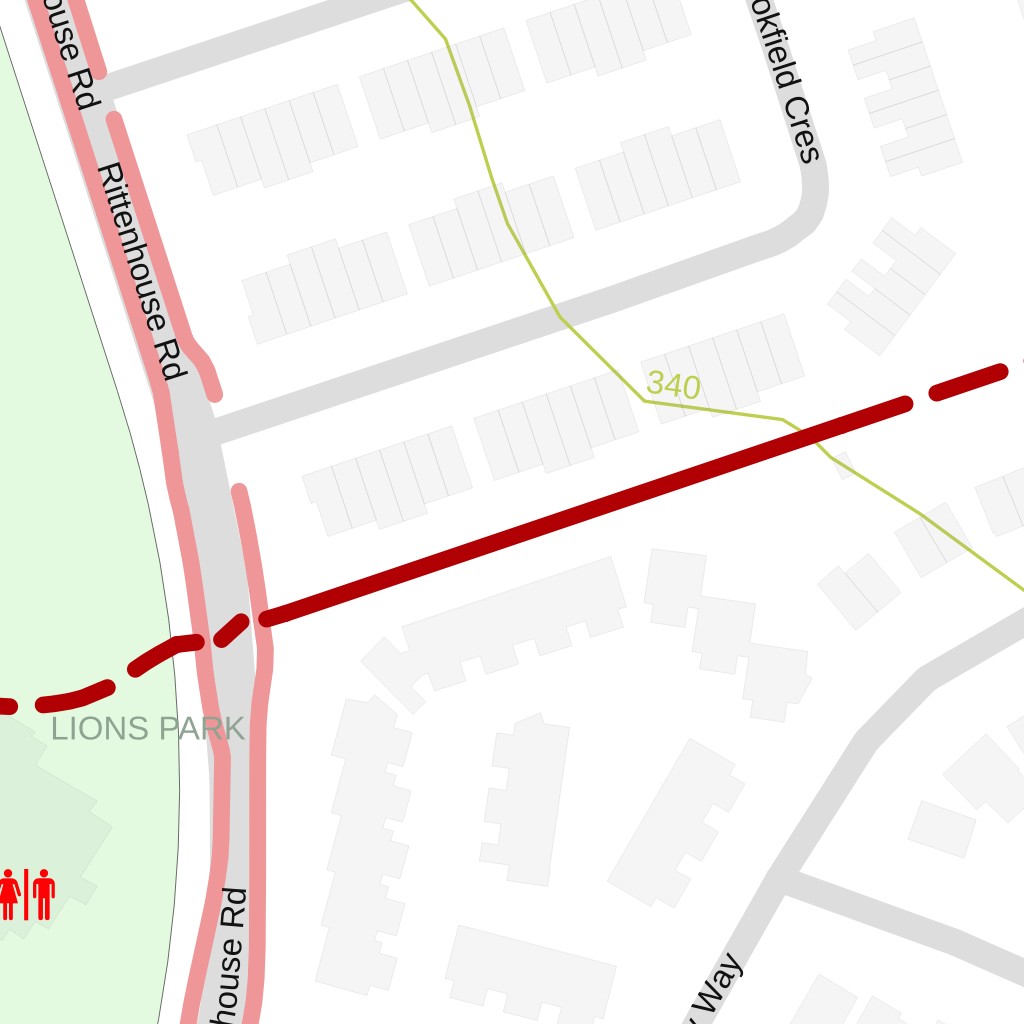 ouse Rd
okfield Cres
Rittenhouse Rd
340
LIONS PARK
house Rd
Way